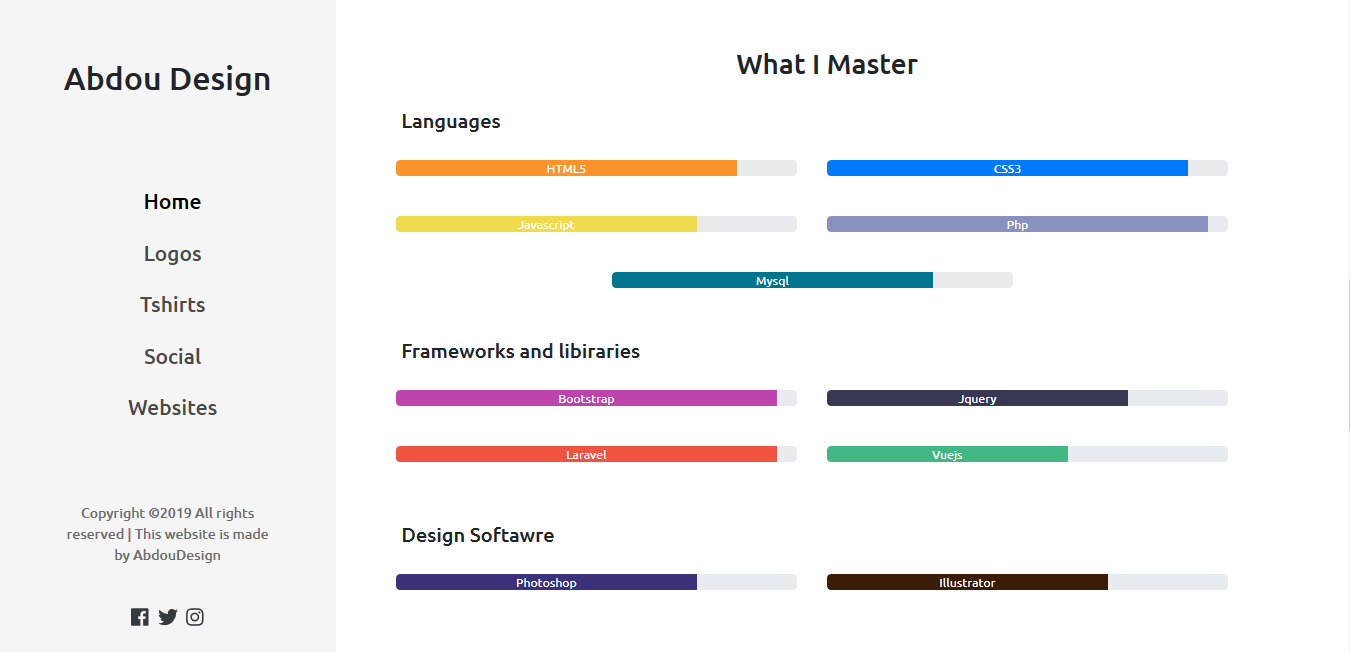 Abdou Design
Home
Logos
Tshirts
Social
Websites
Copyright ©2019 All rights
reserved | This website is made
by AbdouDesign
What I Master
Languages
HTML5
CSS3
Javascript
Php
Mysql
Frameworks and libiraries
Bootstrap
Jquery
Laravel
Vuejs
Design Softawre
Photoshop
Illustrator